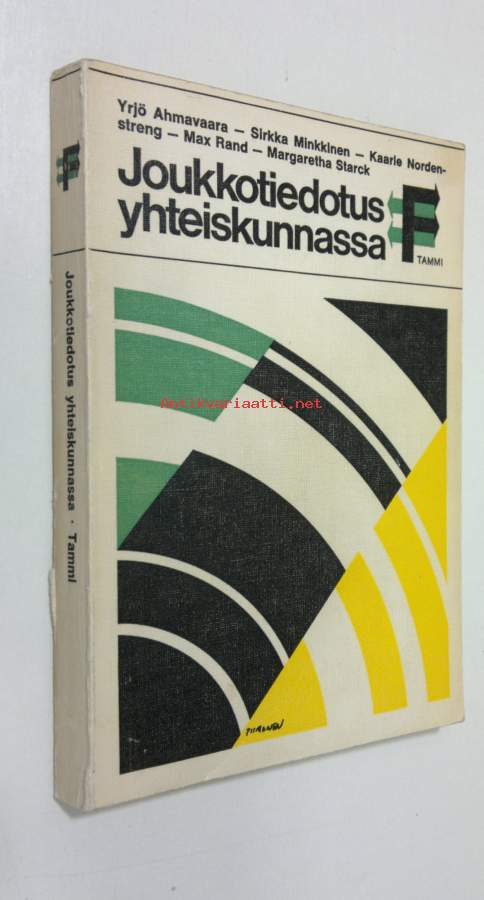 Yrjö Ahmavaara – Sirkka Minkkinen – Kaarle Norden-
streng – Max Rand – Margaretha Starck
Joukkotiedotus
yhteiskunnassa
F
TAMMI
F
Joukkotiedotus yhteiskunnassa · Tammi
Antikvariaatti.net